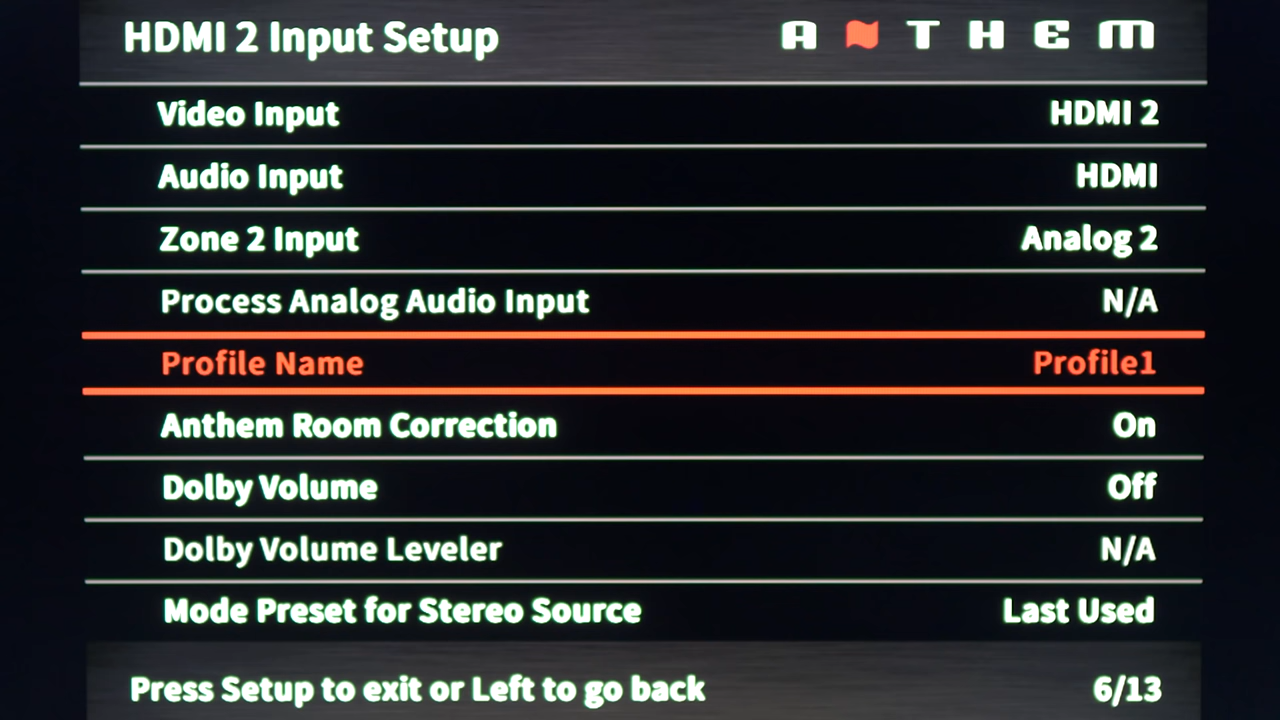 HDMI 2 Input Setup ANTHEM
Video Input HDMI 2
Audio Input HDMI
Zone 2 Input Analog 2
Process Analog Audio Input N/A
Profile Name Profile1
Anthem Room Correction On
Dolby Volume Off
Dolby Volume Leveler N/A
Mode Preset for Stereo Source Last Used
Press Setup to exit or Left to go back 6/13